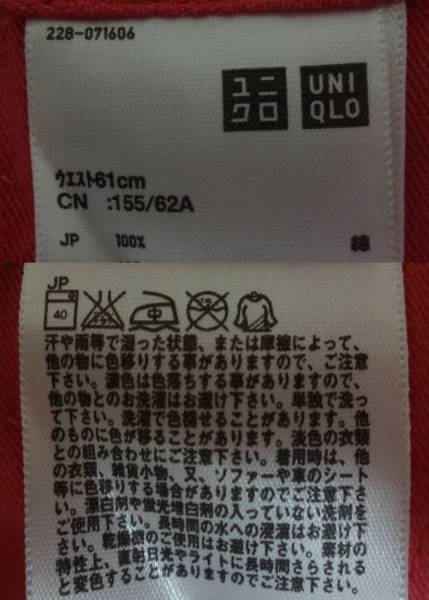 228-071606
ユニ
クロ
UNI
QLO
ウエスト61cm
CN :155/62A
JP 100% 綿
JP
40
エンソ サラシ
中
ドライ
汗や雨等で湿った状態、または摩擦によって、
他の物に色移りする事がありますので、ご注意
下さい。濃色は色落ちする事がありますので、
他の物とのお洗濯はお避け下さい。単独で洗っ
て下さい。洗濯で色褪せることがあります。他
のものに色が移ることがあります。淡色の衣類
との組み合わせにご注意下さい。着用時は、他
の衣類、雑貨小物、又、ソファーや車のシート
等に色移りする場合がありますのでご注意下さ
い。漂白剤や蛍光増白剤の入っていない洗剤を
ご使用下さい。長時間の水への浸漬はお避け下
さい。乾燥機のご使用はお避け下さい。素材の
特性上、直射日光やライトに長時間さらされる
と変色することがありますのでご注意下さい。